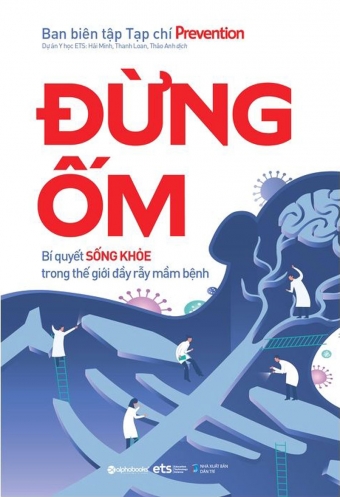 Ban biên tập Tạp chí Prevention
Dự án Y học ETS: Hải Minh, Thanh Loan, Thảo Anh dịch
ĐỪNG
ỐM
Bí quyết SỐNG KHỎE
trong thế giới đầy rẫy mầm bệnh
alphabooks ets NHÀ XUẤT BẢN
DÂN TRÍ